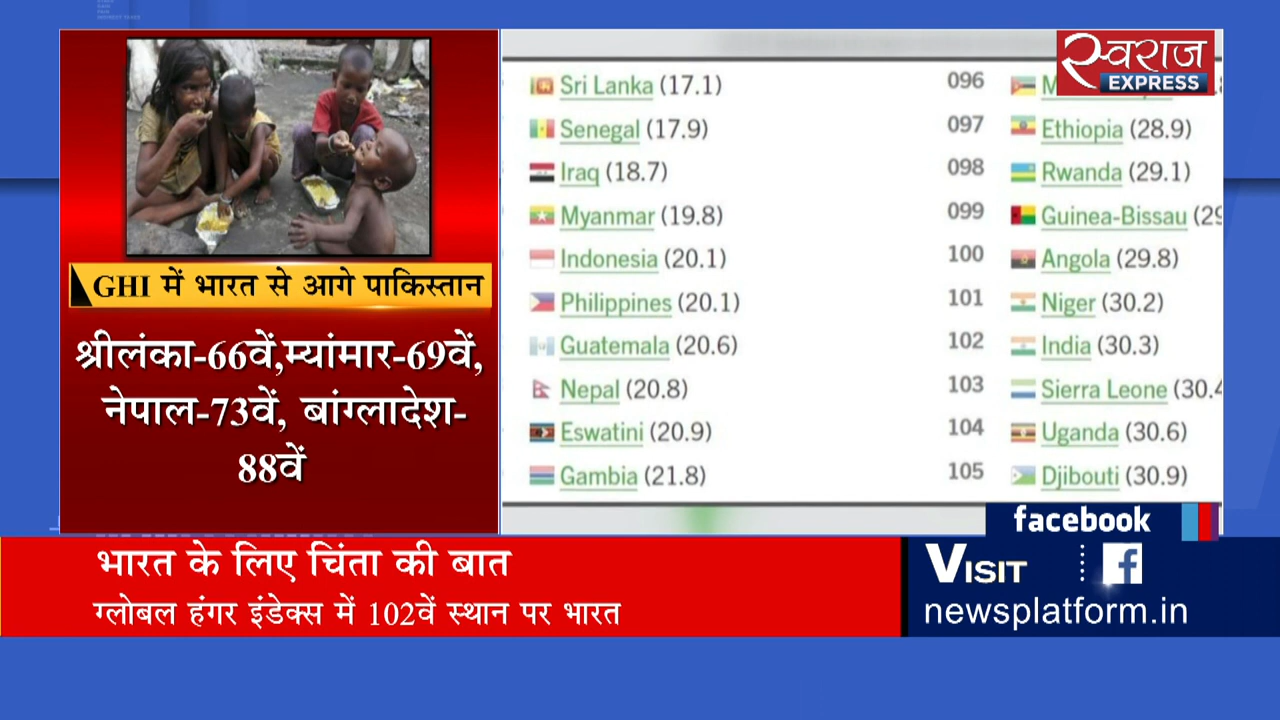 स्वराज
EXPRESS
Sri Lanka (17.1)
096
Senegal (17.9)
097
Ethiopia (28.9)
Iraq (18.7)
098
Rwanda (29.1)
Myanmar (19.8)
099
Guinea-Bissau (29
Indonesia (20.1)
100
Angola (29.8)
Philippines (20.1)
101
Niger (30.2)
Guatemala (20.6)
102
India (30.3)
Nepal (20.8)
103
Sierra Leone (30.4
Eswatini (20.9)
104
Uganda (30.6)
Gambia (21.8)
105
Djibouti (30.9)
GHI में भारत से आगे पाकिस्तान
श्रीलंका-66वें,म्यांमार-69वें,
नेपाल-73वें, बांग्लादेश-
88वें
facebook
भारत के लिए चिंता की बात
ग्लोबल हंगर इंडेक्स में 102वें स्थान पर भारत
VISIT
newsplatform.in